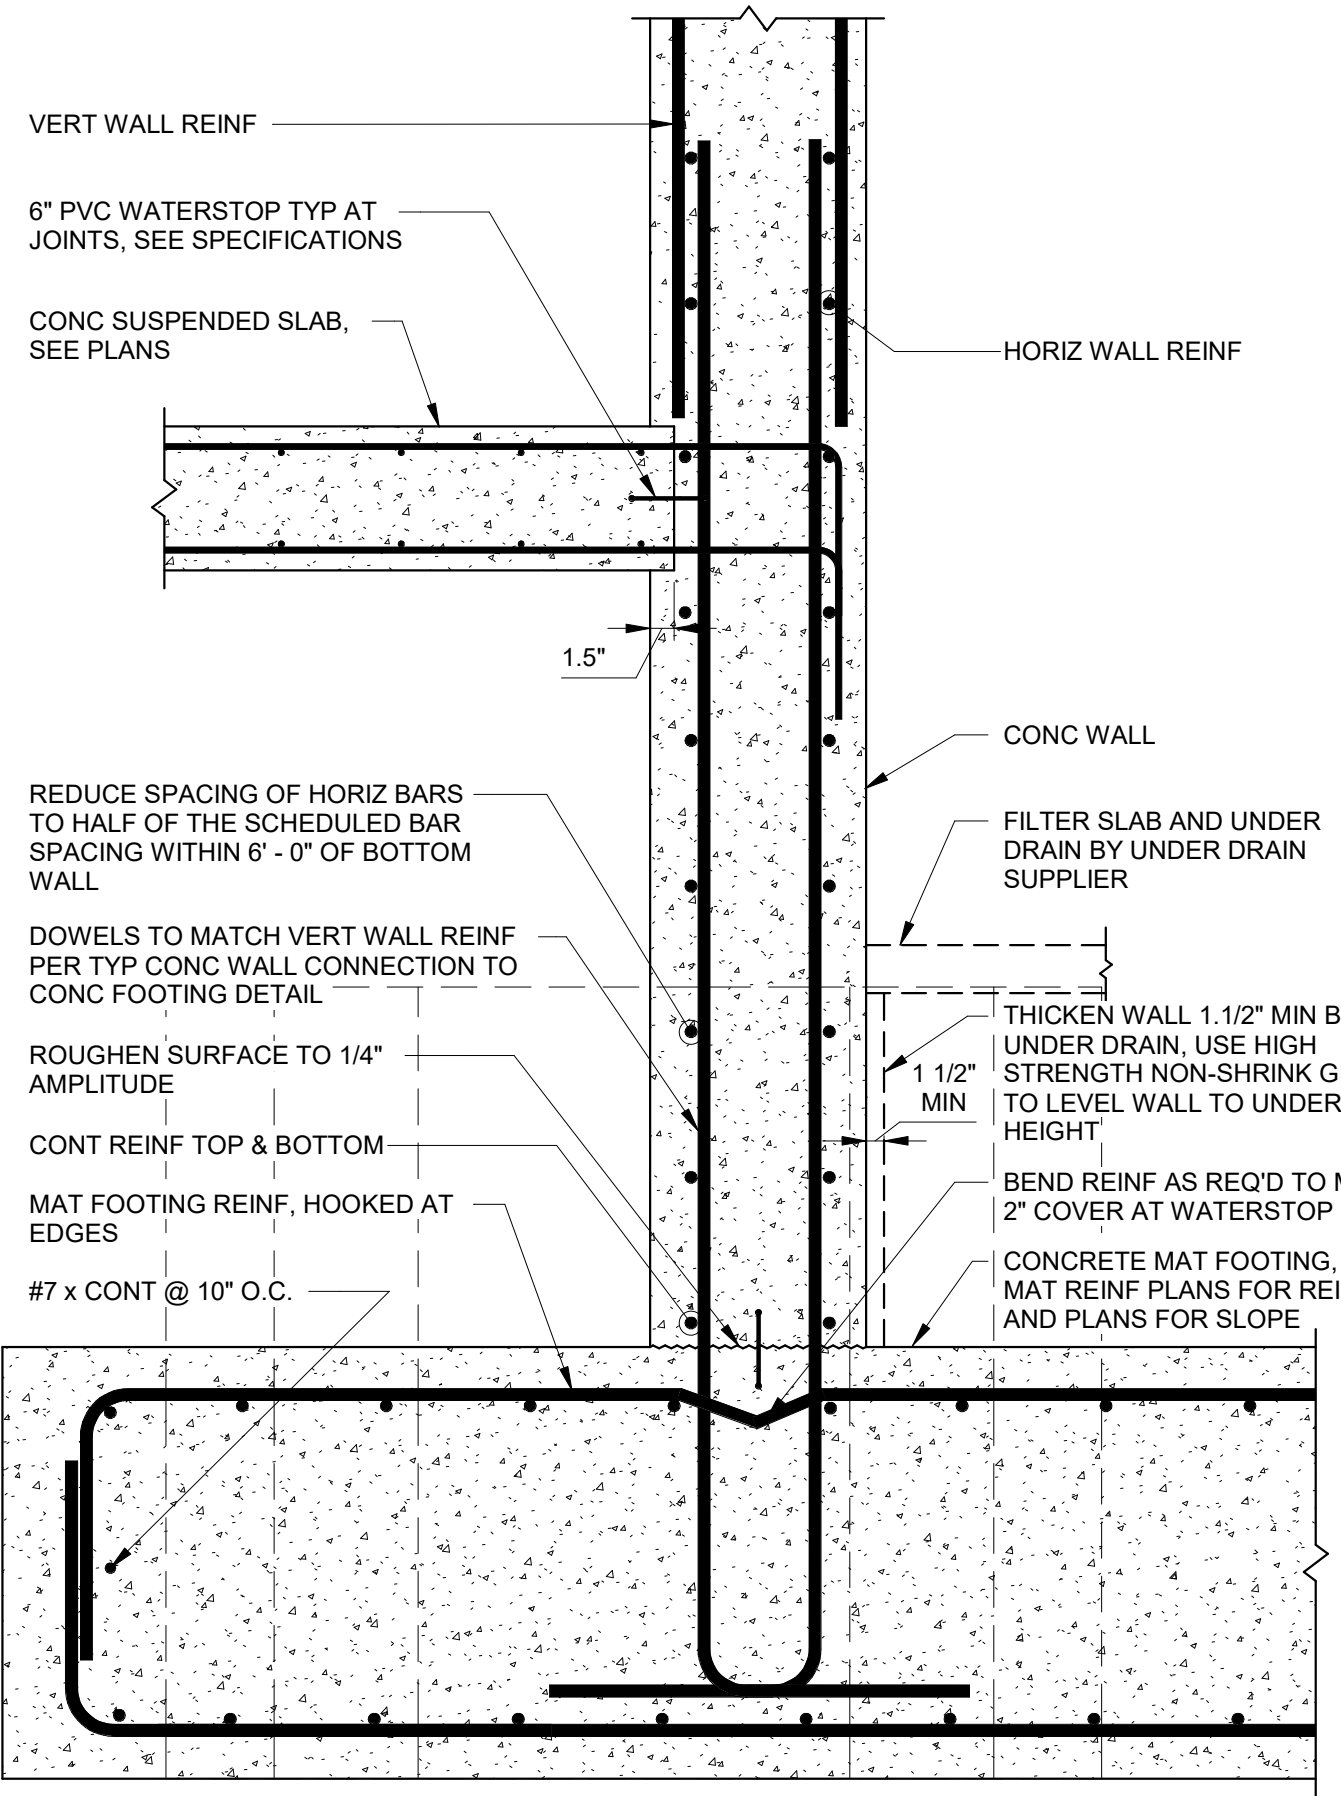 VERT WALL REINF
6" PVC WATERSTOP TYP AT
JOINTS, SEE SPECIFICATIONS
CONC SUSPENDED SLAB,
SEE PLANS
HORIZ WALL REINF
1.5"
CONC WALL
REDUCE SPACING OF HORIZ BARS
TO HALF OF THE SCHEDULED BAR
SPACING WITHIN 6' - 0" OF BOTTOM
WALL
FILTER SLAB AND UNDER
DRAIN BY UNDER DRAIN
SUPPLIER
DOWELS TO MATCH VERT WALL REINF
PER TYP CONC WALL CONNECTION TO
CONC FOOTING DETAIL
THICKEN WALL 1.1/2" MIN
UNDER DRAIN, USE HIGH
STRENGTH NON-SHRINK
TO LEVEL WALL TO UNDER
HEIGHT
1 1/2"
MIN
ROUGHEN SURFACE TO 1/4"
AMPLITUDE
CONT REINF TOP & BOTTOM
MAT FOOTING REINF, HOOKED AT
EDGES
BEND REINF AS REQ'D TO
2" COVER AT WATERSTOP
#7 x CONT @ 10" O.C.
CONCRETE MAT FOOTING,
MAT REINF PLANS FOR
AND PLANS FOR SLOPE